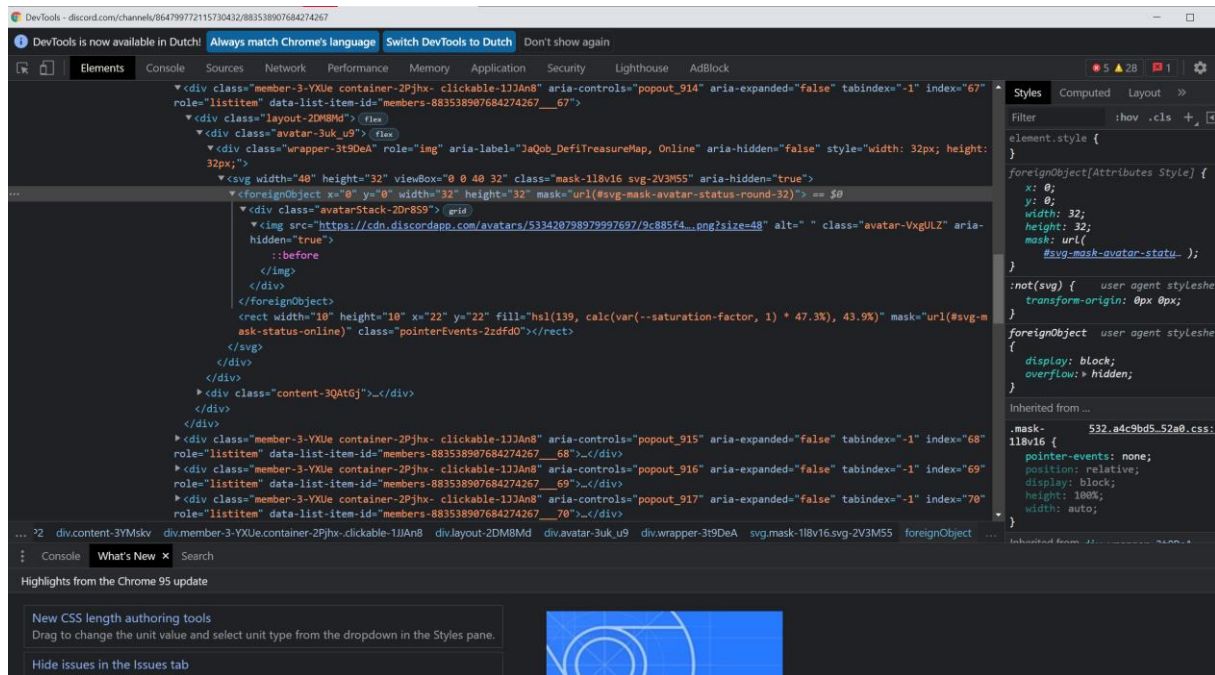 DevTools - discord.com/channels/864799772115730432/883538907684274267
DevTools is now available in Dutch! Always match Chrome's language Switch DevTools to Dutch Don't show again
Elements Console Sources Network Performance Memory Application Security Lighthouse AdBlock 5 28 1
▼<div class="member-3-YXUe container-2Pjhx- clickable-1JJAn8" aria-controls="popout_914" aria-expanded="false" tabindex="-1" index="67"
role="listitem" data-list-item-id="members-883538907684274267___67">
▼<div class="layout-2DM8Md"> flex
▼<div class="avatar-3uk_u9"> flex
▼<div class="wrapper-3t9DeA" role="img" aria-label="JaQob_DefiTreasureMap, Online" aria-hidden="false" style="width: 32px; height:
32px;">
▼<svg width="40" height="32" viewBox="0 0 40 32" class="mask-1l8v16 svg-2V3M55" aria-hidden="true">
… ▼<foreignObject x="0" y="0" width="32" height="32" mask="url(#svg-mask-avatar-status-round-32)"> == $0
▼<div class="avatarStack-2Dr8S9"> grid
▼<img src="https://cdn.discordapp.com/avatars/533420798979997697/9c885f4….png?size=48" alt=" " class="avatar-VxgULZ" aria-
hidden="true">
::before
</img>
</div>
</foreignObject>
<rect width="10" height="10" x="22" y="22" fill="hsl(139, calc(var(--saturation-factor, 1) * 47.3%), 43.9%)" mask="url(#svg-m
ask-status-online)" class="pointerEvents-2zdfdO"></rect>
</svg>
</div>
</div>
▶<div class="content-3QAtGj">…</div>
</div>
</div>
▶<div class="member-3-YXUe container-2Pjhx- clickable-1JJAn8" aria-controls="popout_915" aria-expanded="false" tabindex="-1" index="68"
role="listitem" data-list-item-id="members-883538907684274267___68">…</div>
▶<div class="member-3-YXUe container-2Pjhx- clickable-1JJAn8" aria-controls="popout_916" aria-expanded="false" tabindex="-1" index="69"
role="listitem" data-list-item-id="members-883538907684274267___69">…</div>
▶<div class="member-3-YXUe container-2Pjhx- clickable-1JJAn8" aria-controls="popout_917" aria-expanded="false" tabindex="-1" index="70"
role="listitem" data-list-item-id="members-883538907684274267___70">…</div>
… ?2 div.content-3YMskv div.member-3-YXUe.container-2Pjhx-.clickable-1JJAn8 div.layout-2DM8Md div.avatar-3uk_u9 div.wrapper-3t9DeA svg.mask-1l8v16.svg-2V3M55 foreignObject …
Styles Computed Layout »
Filter :hov .cls +
element.style {
}
foreignObject[Attributes Style] {
x: 0;
y: 0;
width: 32;
height: 32;
mask: url(
#svg-mask-avatar-statu… );
}
:not(svg) { user agent styleshe
transform-origin: 0px 0px;
}
foreignObject user agent styleshe
{
display: block;
overflow:▶ hidden;
}
Inherited from …
.mask- 532.a4c9bd5…52a0.css:
1l8v16 {
pointer-events: none;
position: relative;
display: block;
height: 100%;
width: auto;
}
Console What's New × Search
Highlights from the Chrome 95 update
New CSS length authoring tools
Drag to change the unit value and select unit type from the dropdown in the Styles pane.
Hide issues in the Issues tab